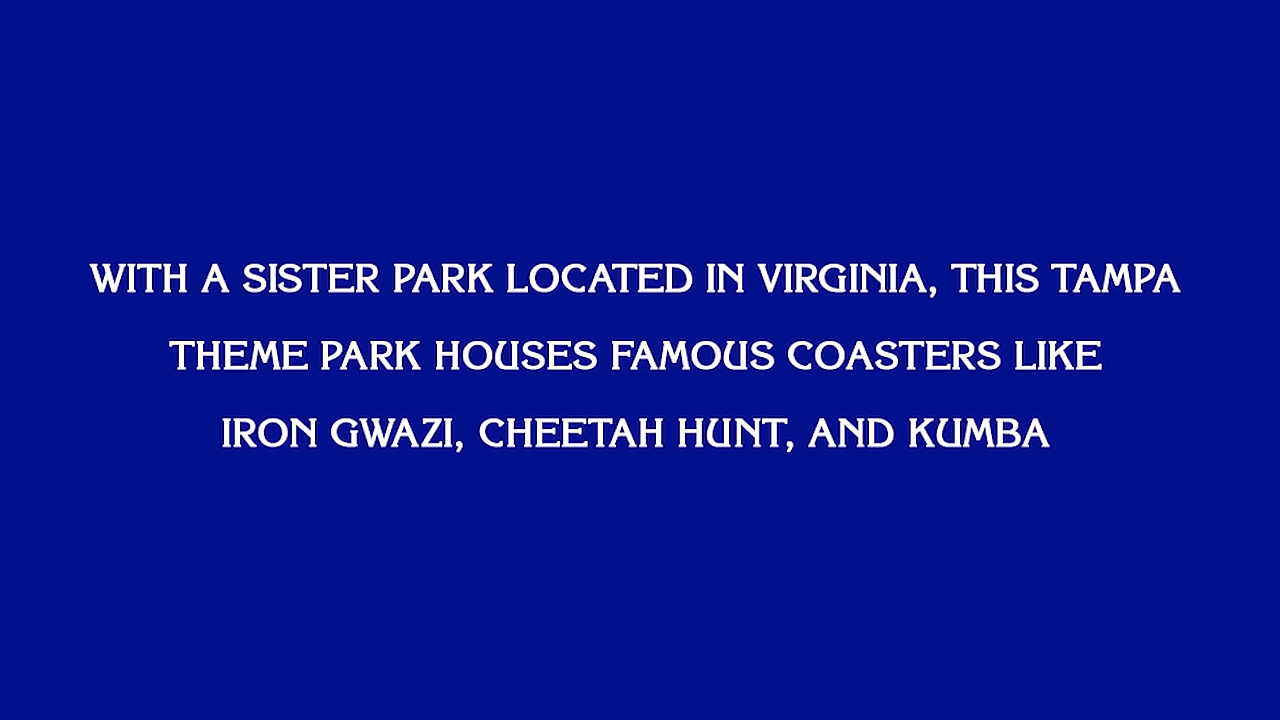 WITH A SISTER PARK LOCATED IN VIRGINIA, THIS TAMPA
THEME PARK HOUSES FAMOUS COASTERS LIKE
IRON GWAZI, CHEETAH HUNT, AND KUMBA